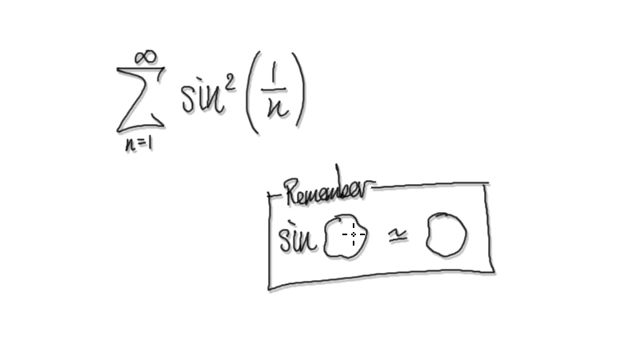 ∞
∑ sin² (1/n)
n=1
Remember
sin ○ ≃ ○